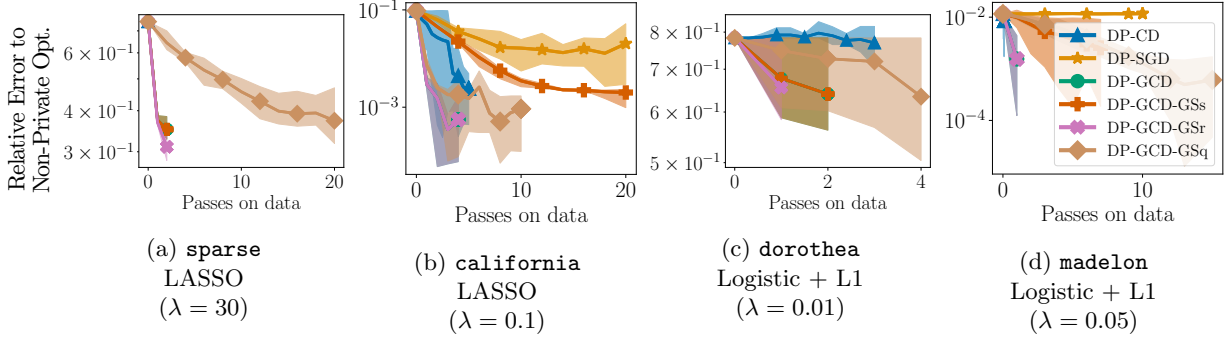 Relative Error to
Non-Private Opt.
6 × 10⁻¹
4 × 10⁻¹
3 × 10⁻¹
0
10
20
Passes on data
(a) sparse
LASSO
(λ = 30)
10⁻¹
10⁻³
0
10
20
Passes on data
(b) california
LASSO
(λ = 0.1)
8 × 10⁻¹
7 × 10⁻¹
6 × 10⁻¹
5 × 10⁻¹
0
2
4
Passes on data
(c) dorothea
Logistic + L1
(λ = 0.01)
10⁻²
10⁻⁴
0
10
Passes on data
DP-CD
DP-SGD
DP-GCD
DP-GCD-GSs
DP-GCD-GSr
DP-GCD-GSq
(d) madelon
Logistic + L1
(λ = 0.05)